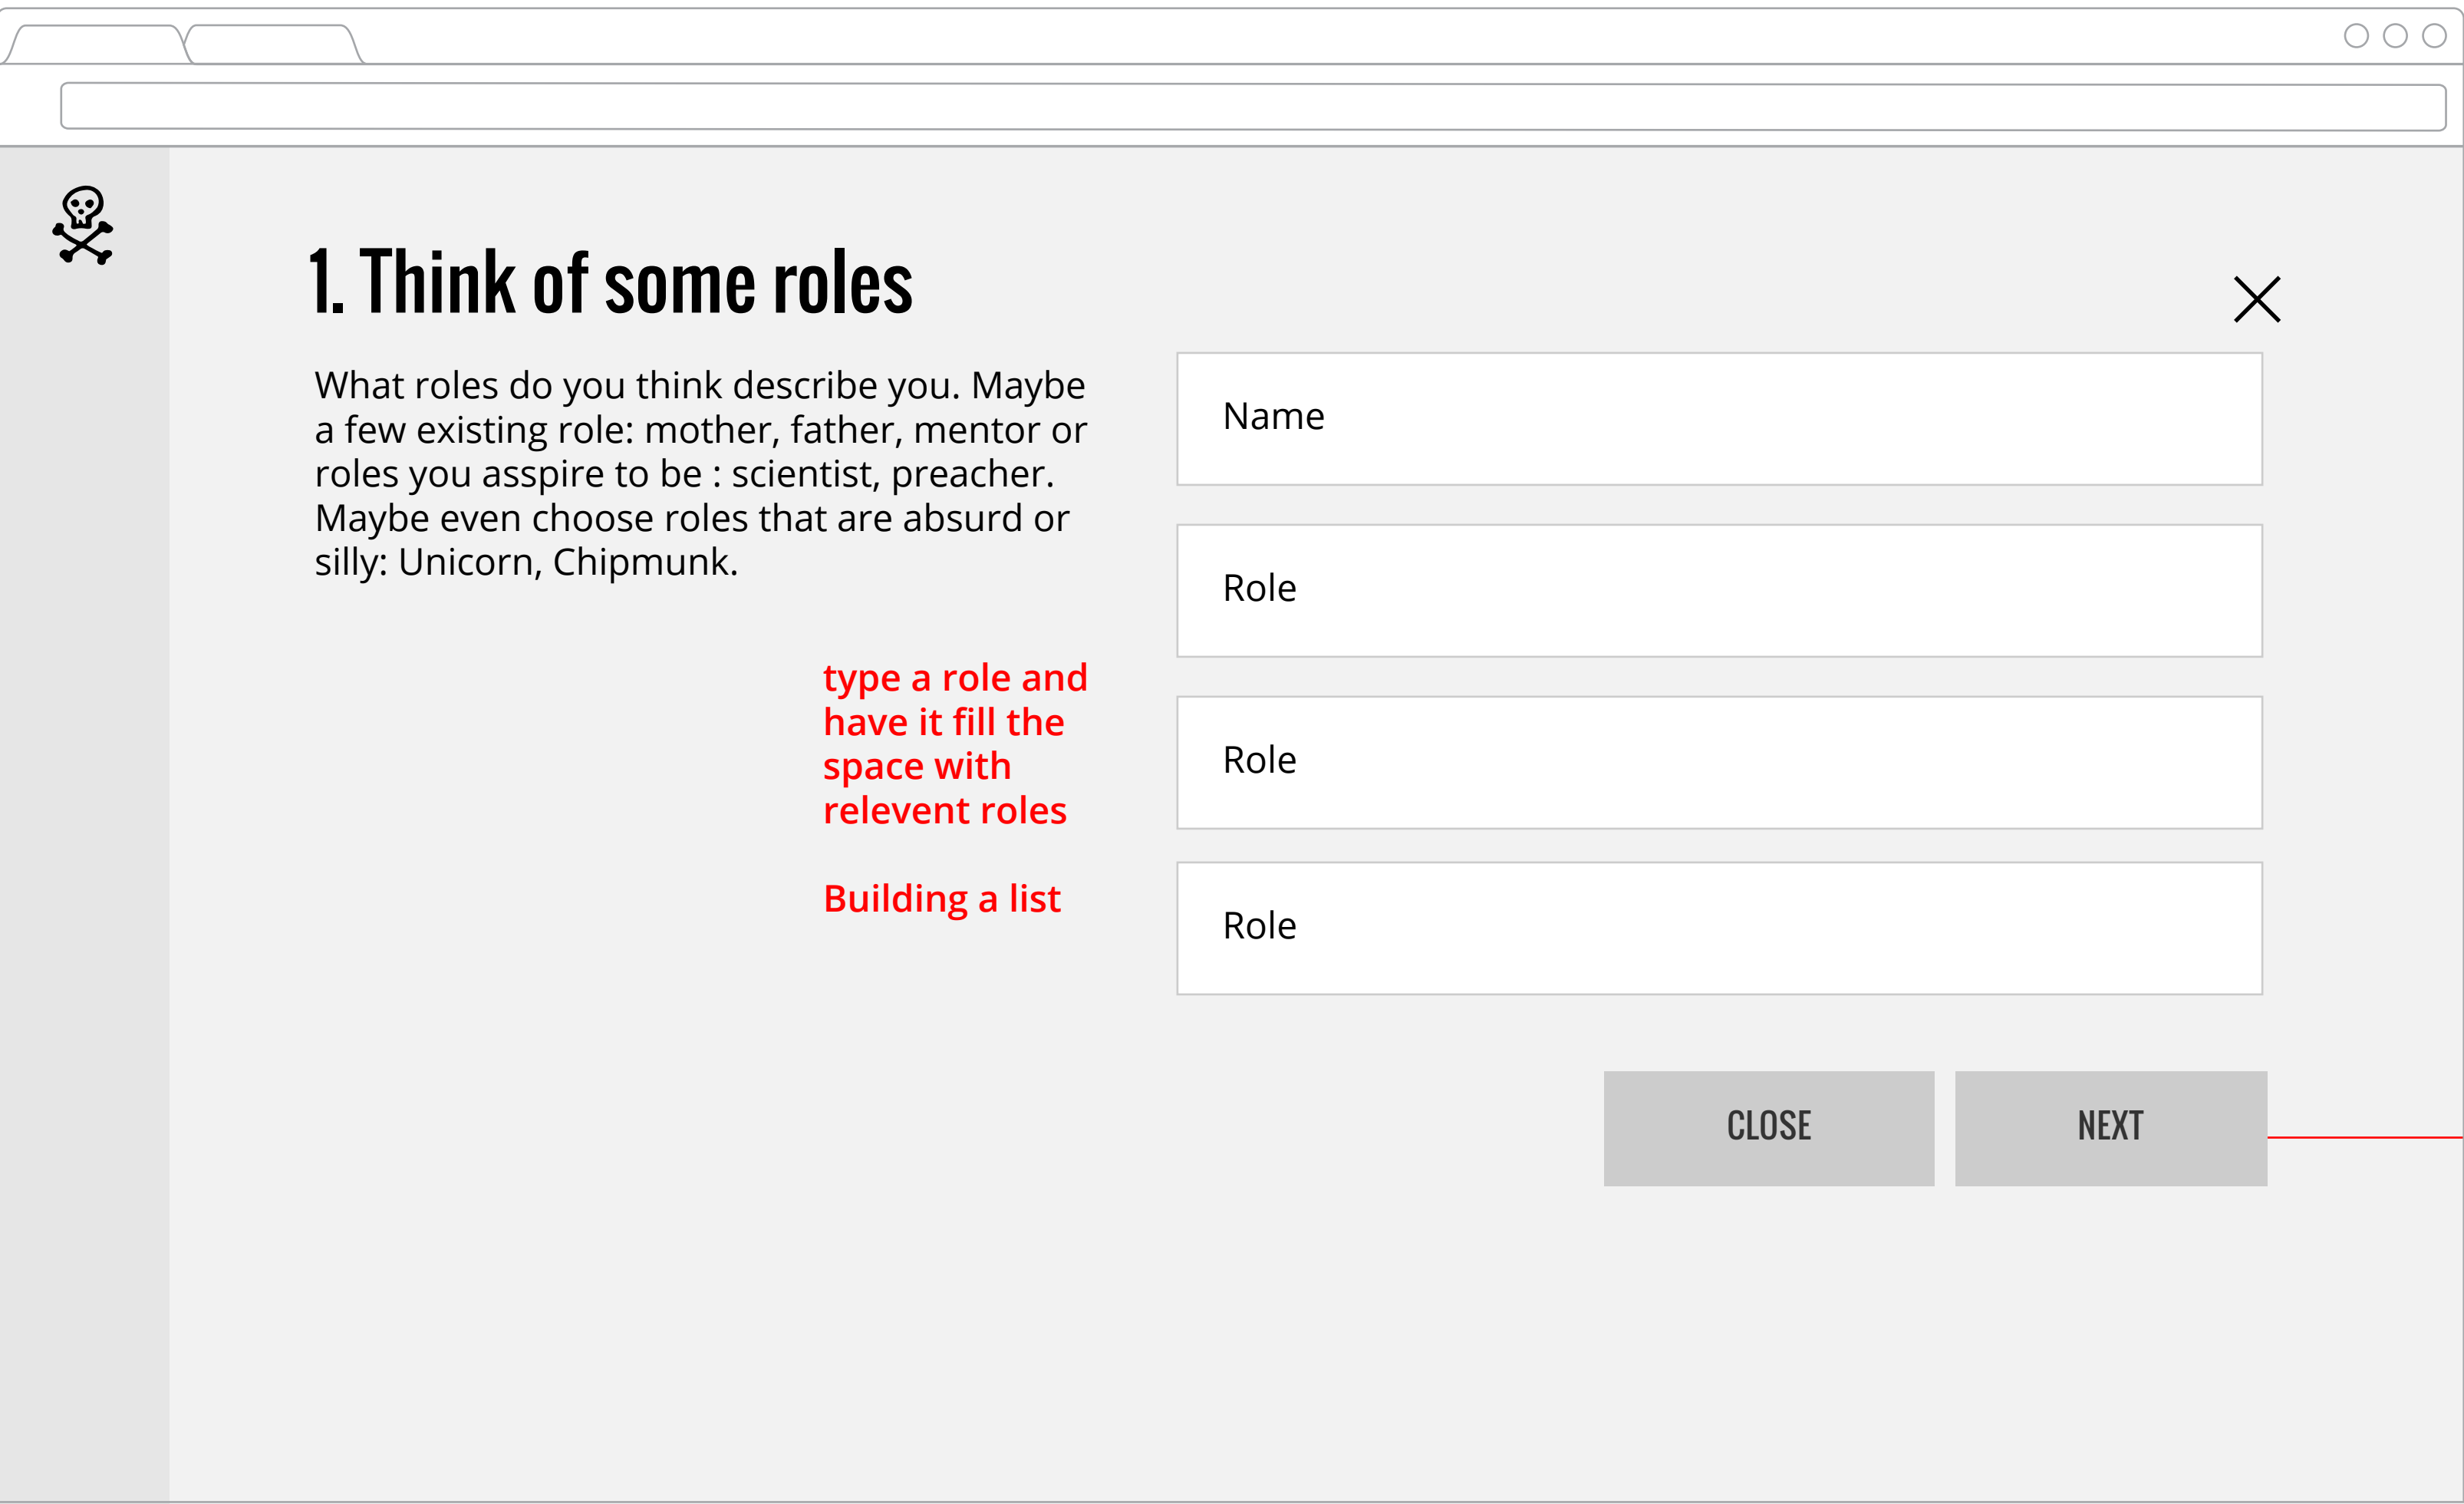 1. Think of some roles
What roles do you think describe you. Maybe
a few existing role: mother, father, mentor or
roles you asspire to be : scientist, preacher.
Maybe even choose roles that are absurd or
silly: Unicorn, Chipmunk.
type a role and
have it fill the
space with
relevent roles
Building a list
Name
Role
Role
Role
CLOSE
NEXT